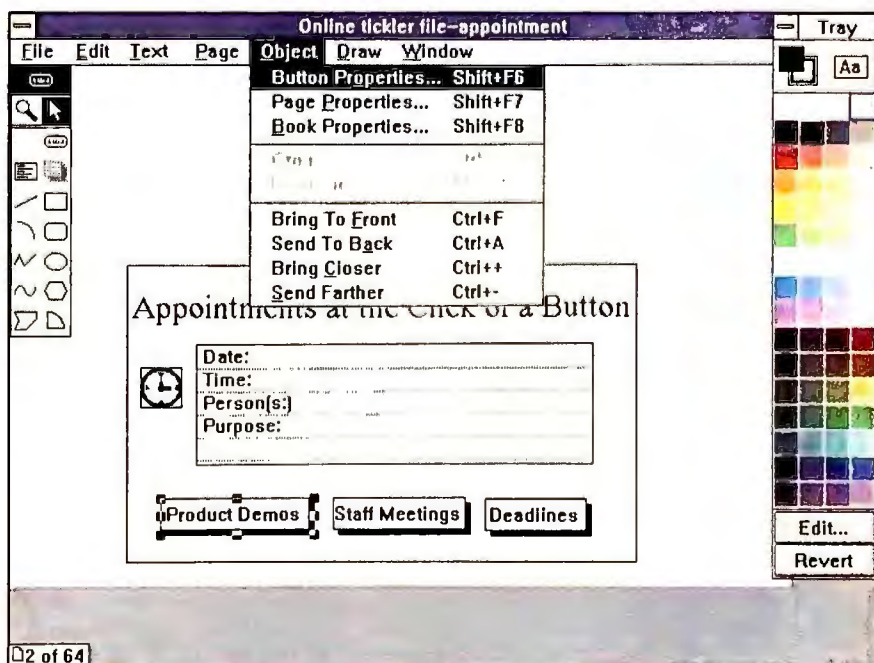 Online tickler file–appointment
File Edit Text Page Object Draw Window
Button Properties... Shift+F6
Page Properties... Shift+F7
Book Properties... Shift+F8
Bring To Front Ctrl+F
Send To Back Ctrl+A
Bring Closer Ctrl++
Send Farther Ctrl+-
Appointments at the Click of a Button
Date:
Time:
Person(s:)
Purpose:
Product Demos Staff Meetings Deadlines
2 of 64
Tray
Aa
Edit...
Revert